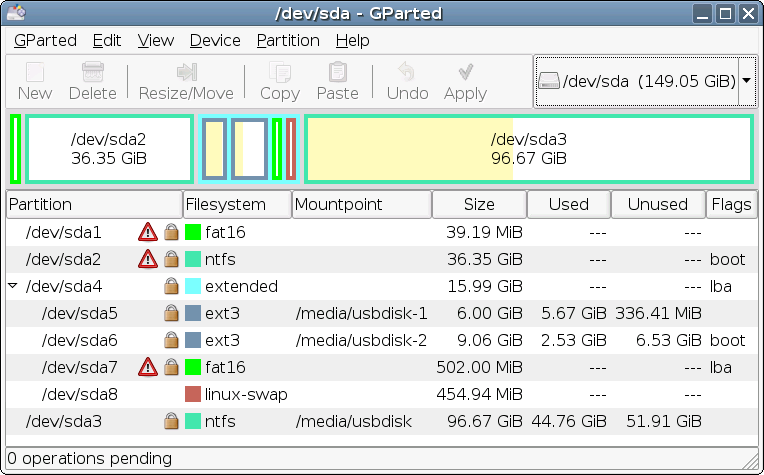 /dev/sda - GParted
GParted Edit View Device Partition Help
New Delete Resize/Move Copy Paste Undo Apply /dev/sda (149.05 GiB)
/dev/sda2 /dev/sda3
36.35 GiB 96.67 GiB
Partition Filesystem Mountpoint Size Used Unused Flags
/dev/sda1 fat16 39.19 MiB --- ---
/dev/sda2 ntfs 36.35 GiB --- --- boot
/dev/sda4 extended 15.99 GiB --- --- lba
/dev/sda5 ext3 /media/usbdisk-1 6.00 GiB 5.67 GiB 336.41 MiB
/dev/sda6 ext3 /media/usbdisk-2 9.06 GiB 2.53 GiB 6.53 GiB boot
/dev/sda7 fat16 502.00 MiB --- --- lba
/dev/sda8 linux-swap 454.94 MiB --- ---
/dev/sda3 ntfs /media/usbdisk 96.67 GiB 44.76 GiB 51.91 GiB
0 operations pending